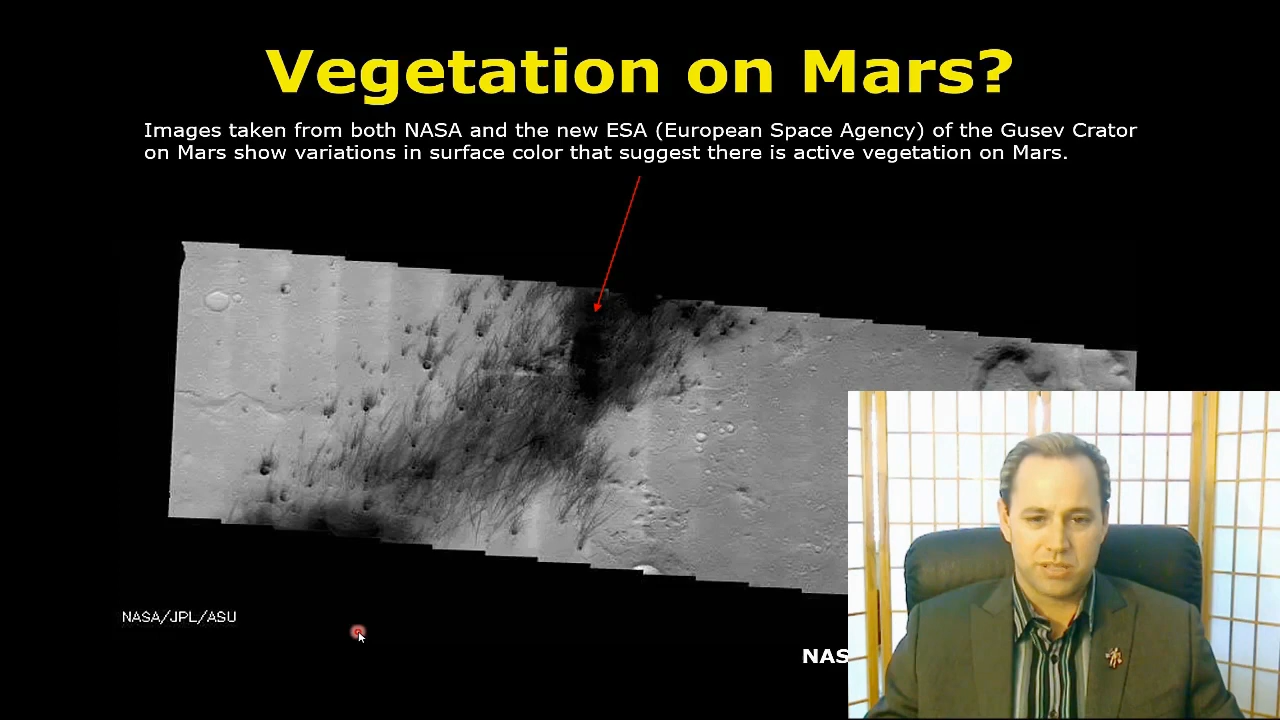 Vegetation on Mars?
Images taken from both NASA and the new ESA (European Space Agency) of the Gusev Crator
on Mars show variations in surface color that suggest there is active vegetation on Mars.
NASA/JPL/ASU
NAS